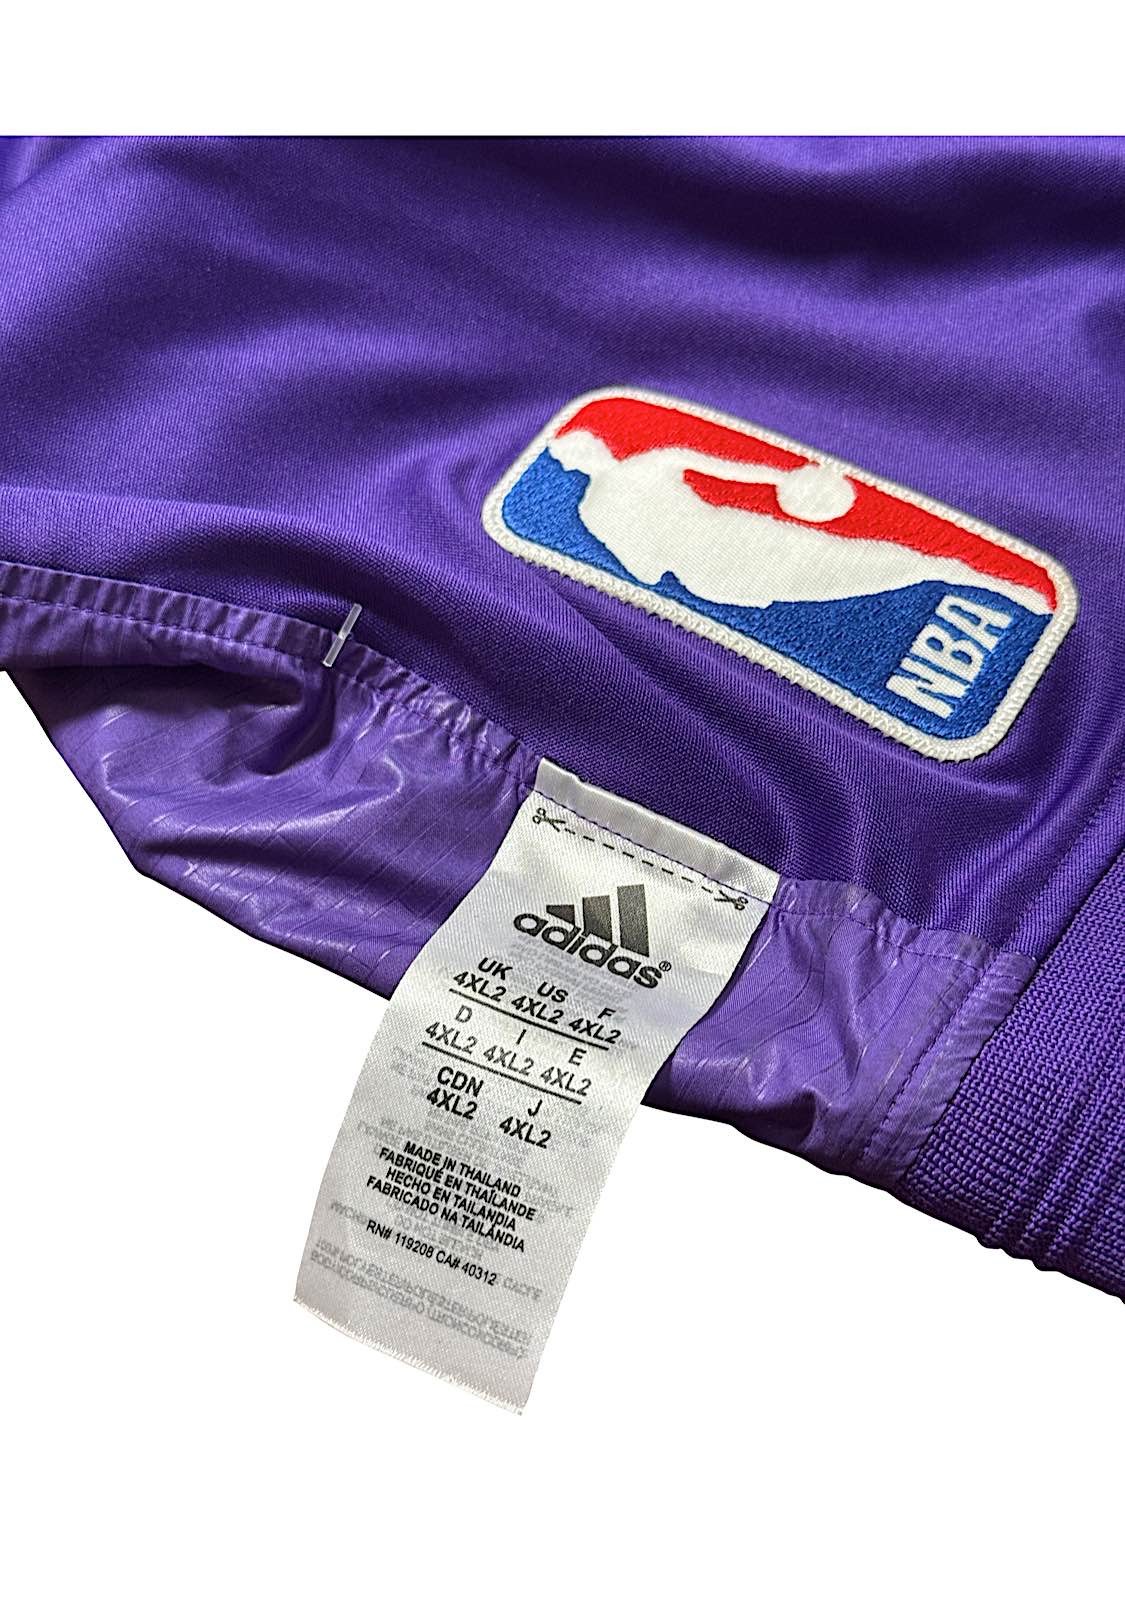 NBA
adidas®
UK US F
4XL2 4XL2 4XL2
D I E
4XL2 4XL2 4XL2
CDN J
4XL2 4XL2
MADE IN THAILAND
FABRIQUÉ EN THAÏLANDE
HECHO EN TAILANDIA
FABRICADO NA TAILÂNDIA
RN# 119208 CA# 40312